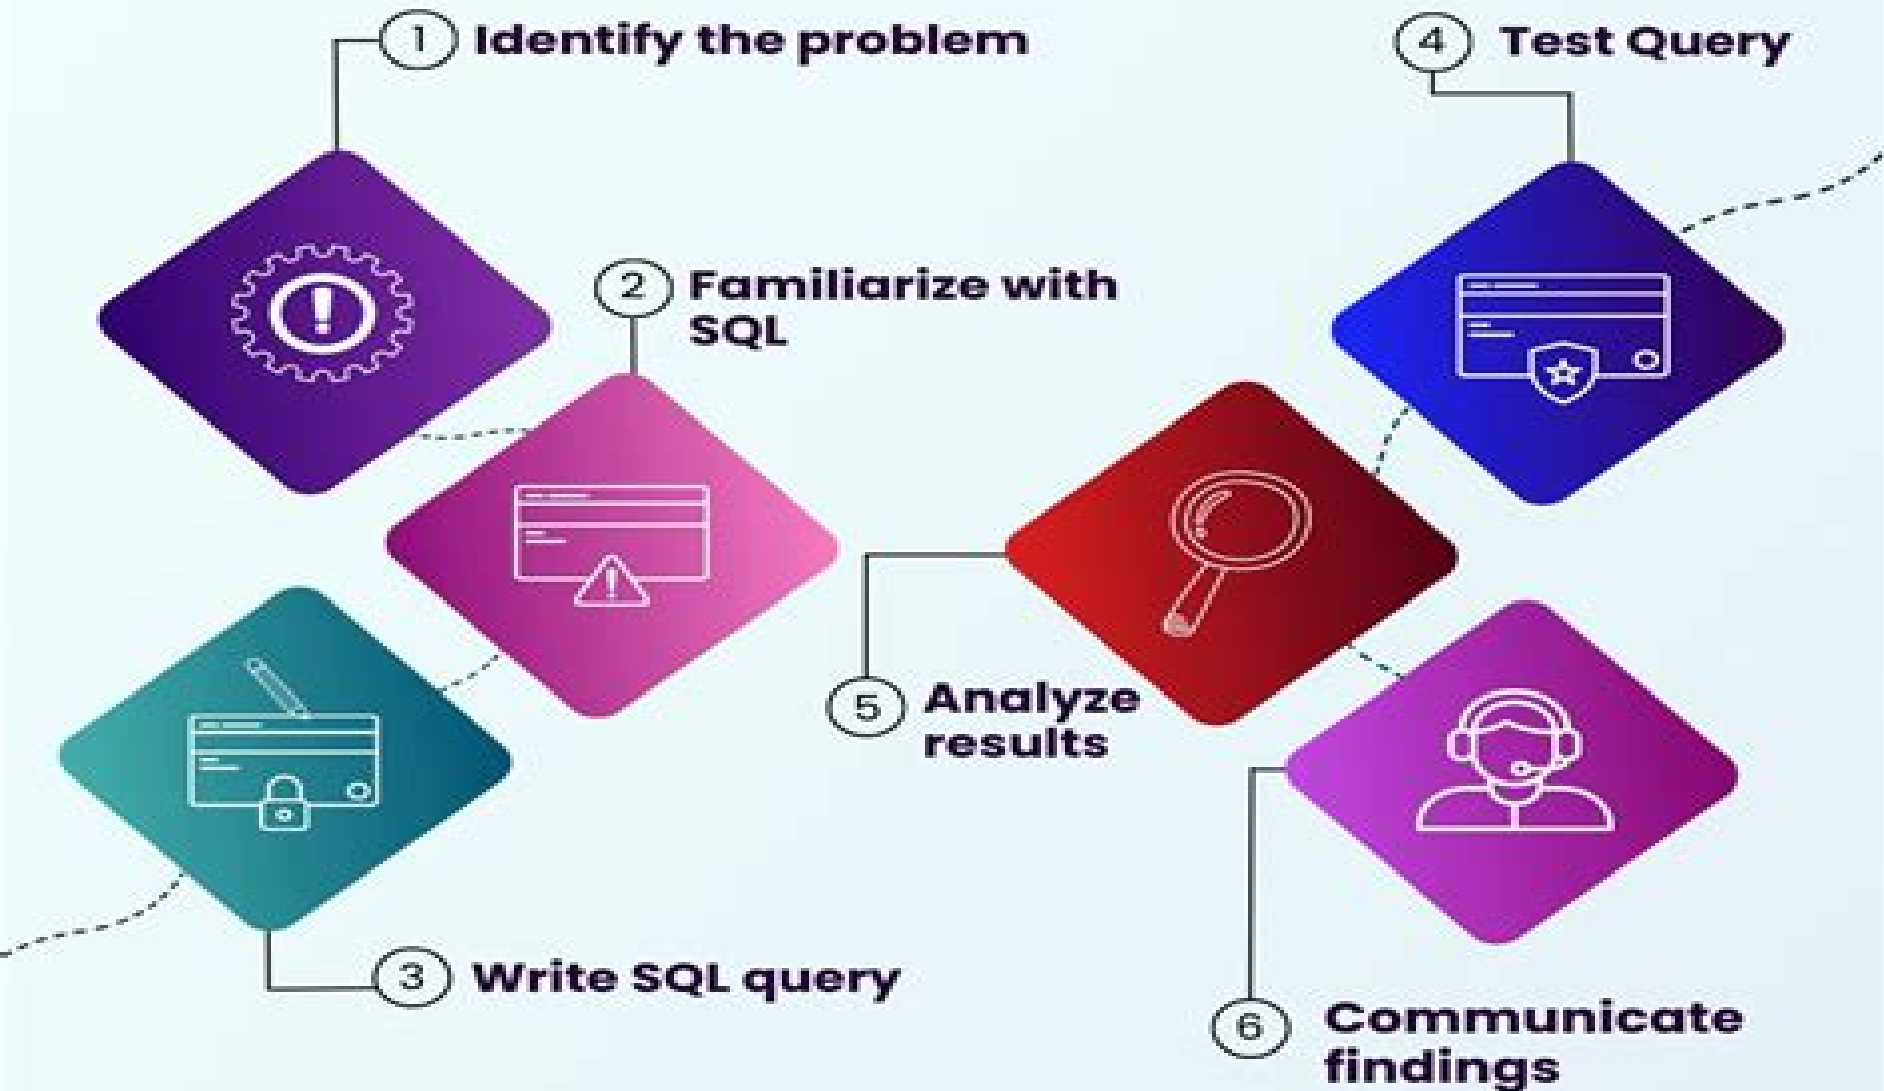 1 Identify the problem
2 Familiarize with
SQL
3 Write SQL query
4 Test Query
5 Analyze
results
6 Communicate
findings